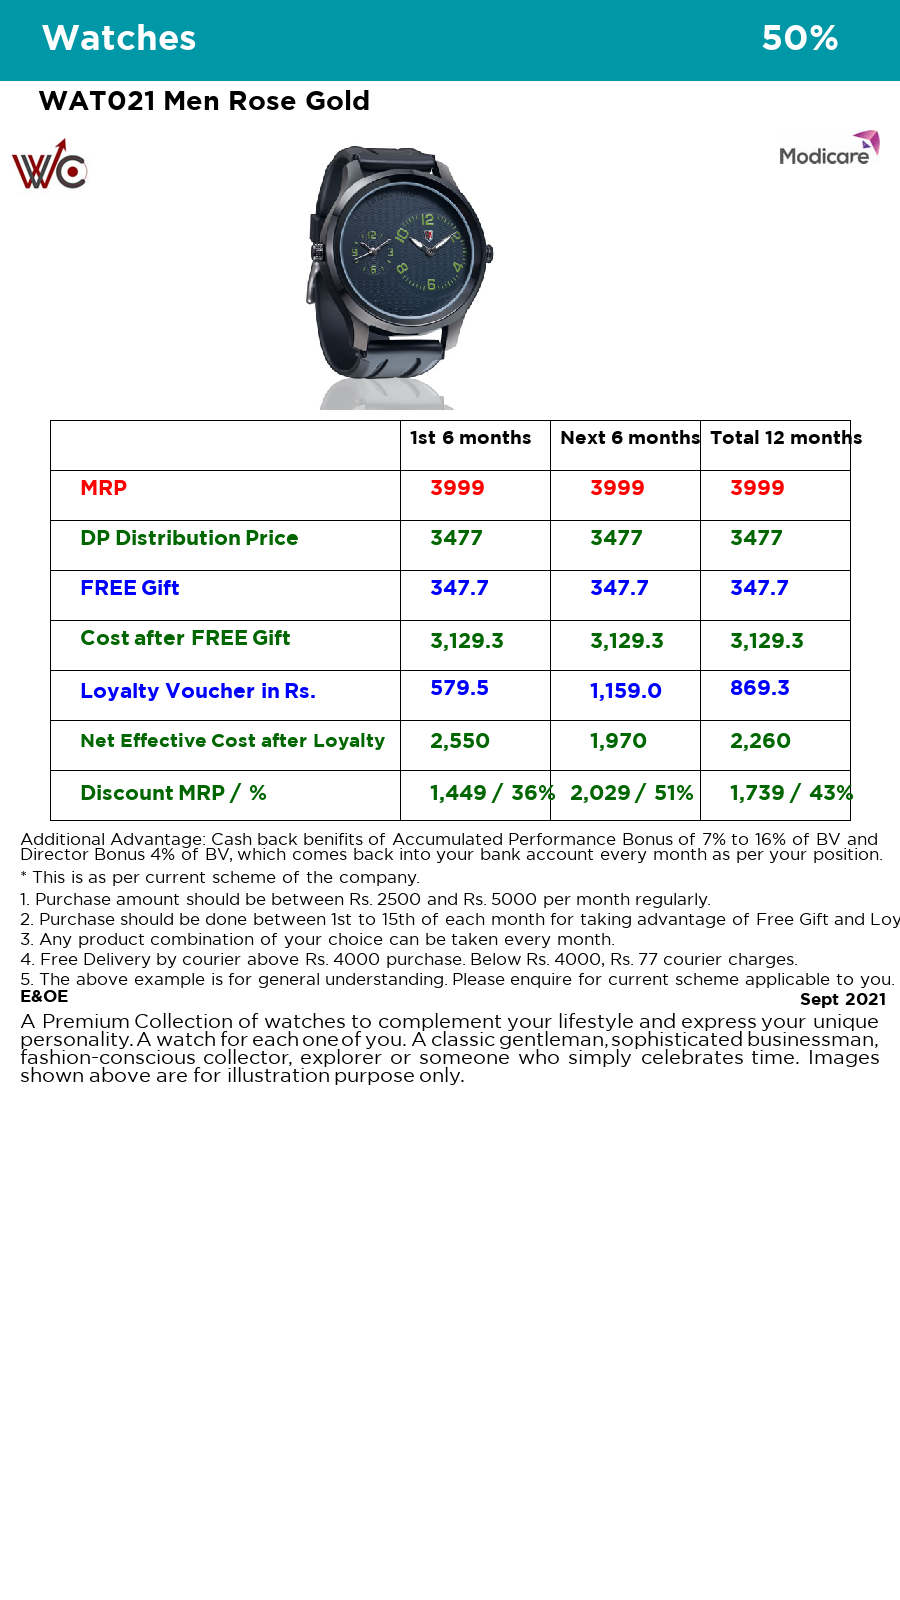 Watches 50%
WAT021 Men Rose Gold
WC
Modicare
12 2 4 6 8 10
12 3 6 9
1st 6 months Next 6 months Total 12 months
MRP 3999 3999 3999
DP Distribution Price 3477 3477 3477
FREE Gift 347.7 347.7 347.7
Cost after FREE Gift 3,129.3 3,129.3 3,129.3
Loyalty Voucher in Rs. 579.5 1,159.0 869.3
Net Effective Cost after Loyalty 2,550 1,970 2,260
Discount MRP / % 1,449 / 36% 2,029 / 51% 1,739 / 43%
Additional Advantage: Cash back benifits of Accumulated Performance Bonus of 7% to 16% of BV and
Director Bonus 4% of BV, which comes back into your bank account every month as per your position.
* This is as per current scheme of the company.
1. Purchase amount should be between Rs. 2500 and Rs. 5000 per month regularly.
2. Purchase should be done between 1st to 15th of each month for taking advantage of Free Gift and Loy
3. Any product combination of your choice can be taken every month.
4. Free Delivery by courier above Rs. 4000 purchase. Below Rs. 4000, Rs. 77 courier charges.
5. The above example is for general understanding. Please enquire for current scheme applicable to you.
E&OE
Sept 2021
A Premium Collection of watches to complement your lifestyle and express your unique
personality. A watch for each one of you. A classic gentleman, sophisticated businessman,
fashion-conscious collector, explorer or someone who simply celebrates time. Images
shown above are for illustration purpose only.